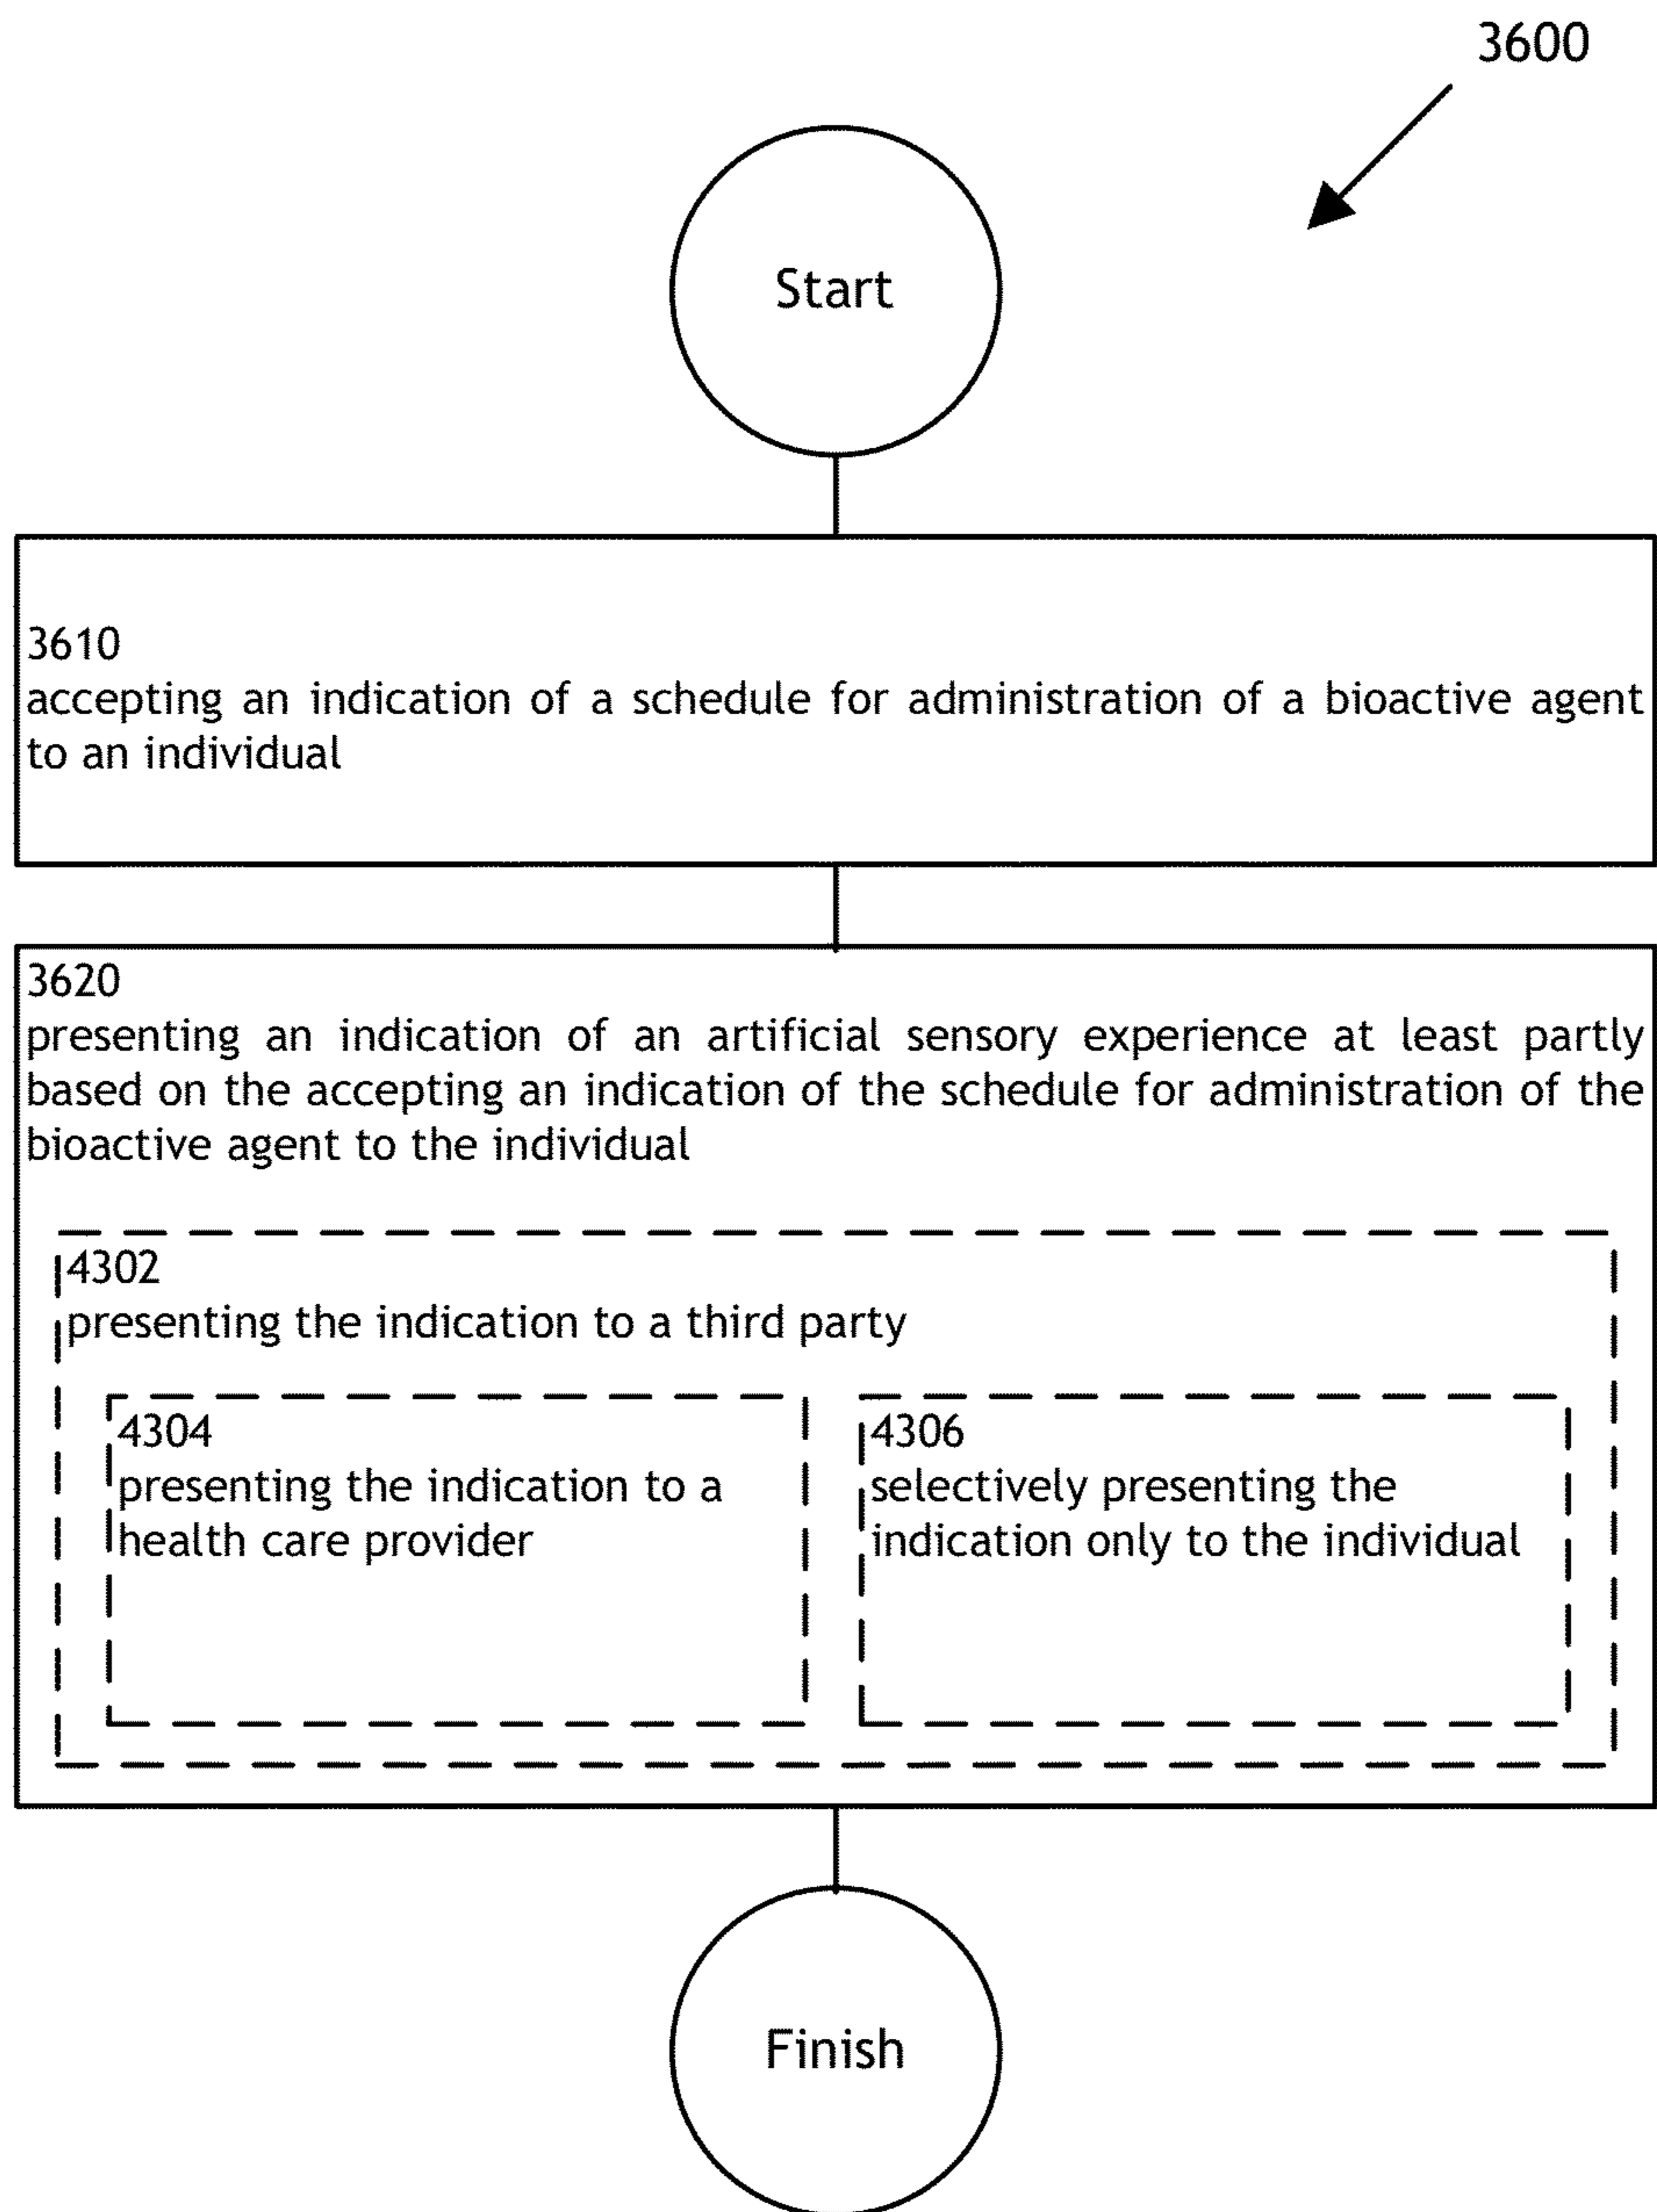 3600
Start
3610
accepting an indication of a schedule for administration of a bioactive agent
to an individual
3620
presenting an indication of an artificial sensory experience at least partly
based on the accepting an indication of the schedule for administration of the
bioactive agent to the individual
4302
presenting the indication to a third party
4304
presenting the indication to a
health care provider
4306
selectively presenting the
indication only to the individual
Finish